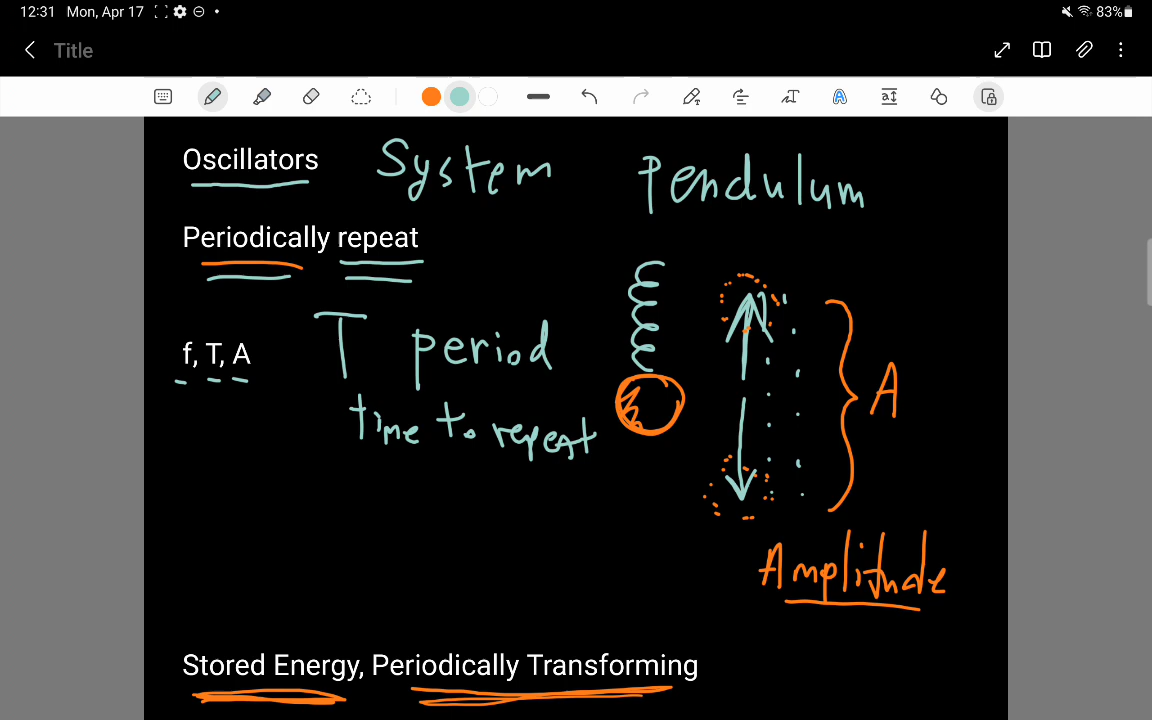 12:31 Mon, Apr 17 83%
Title
Oscillators System Pendulum
Periodically repeat
f, T, A T period
time to repeat
A
Amplitude
Stored Energy, Periodically Transforming